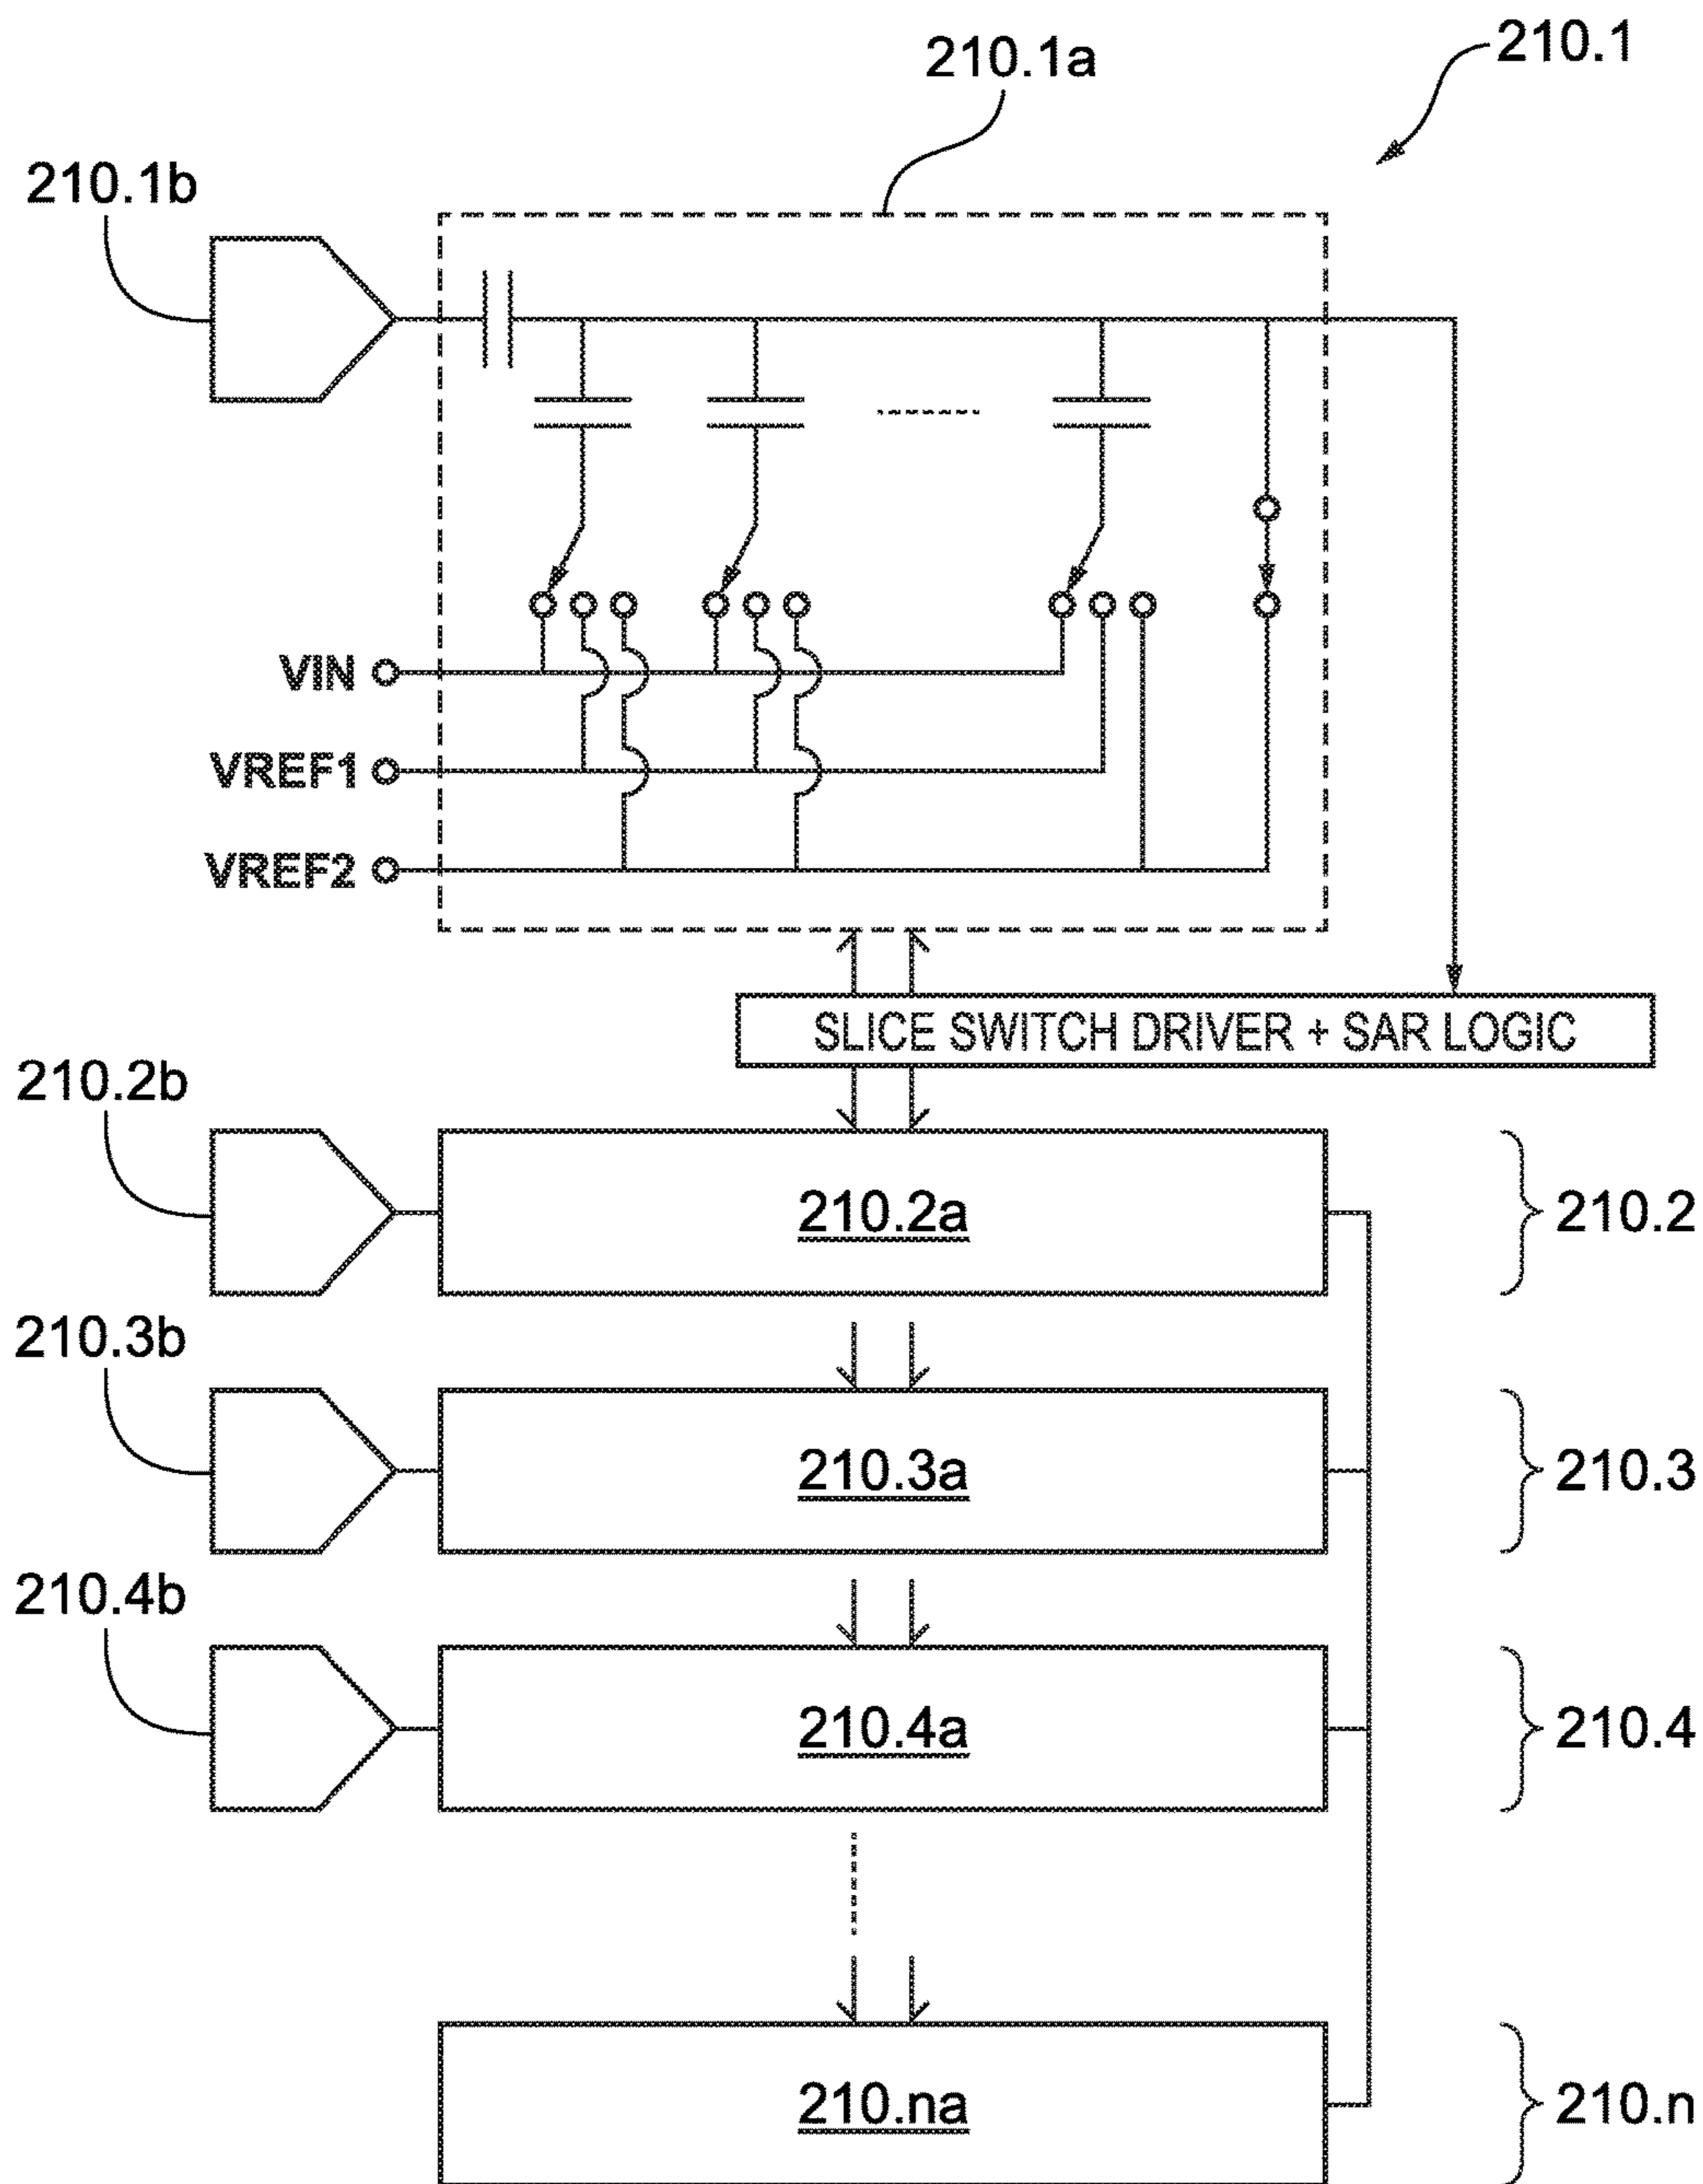 210.1
210.1a
210.1b
VIN
VREF1
VREF2
SLICE SWITCH DRIVER + SAR LOGIC
210.2b
210.2a
210.2
210.3b
210.3a
210.3
210.4b
210.4a
210.4
210.na
210.n